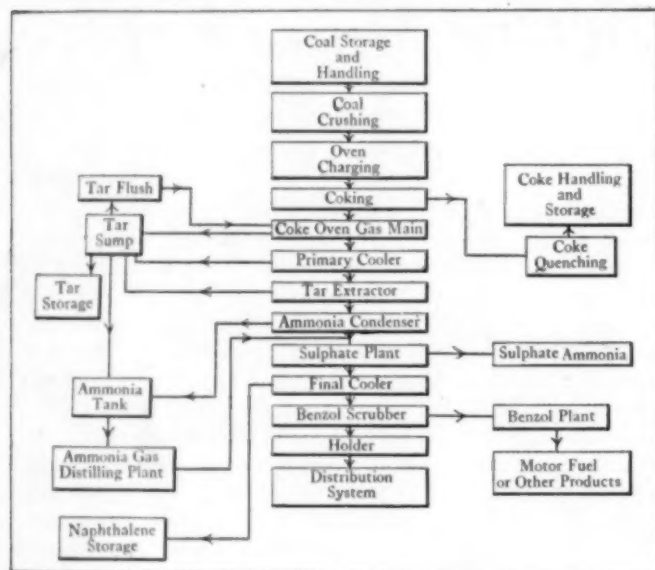 Coal Storage
and
Handling
Coal
Crushing
Oven
Charging
Coking
Coke Oven Gas Main
Primary Cooler
Tar Extractor
Ammonia Condenser
Sulphate Plant
Final Cooler
Benzol Scrubber
Holder
Distribution
System
Tar Flush
Tar
Sump
Tar
Storage
Ammonia
Tank
Ammonia Gas
Distilling Plant
Naphthalene
Storage
Coke Handling
and
Storage
Coke
Quenching
Sulphate Ammonia
Benzol Plant
Motor Fuel
or Other Products